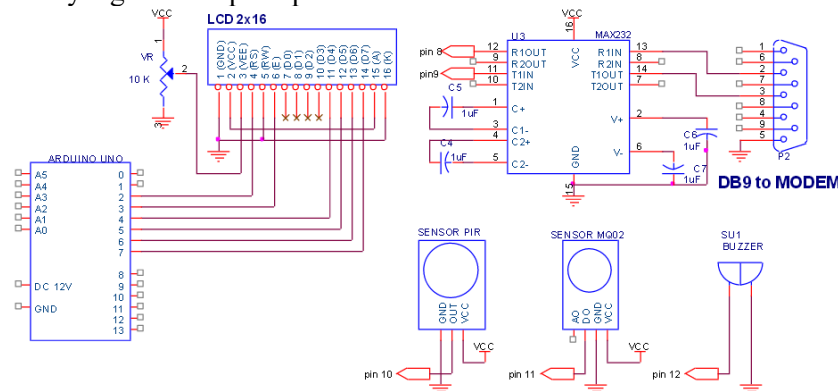 VCC
1
VR
2
10 K
3
LCD 2x16
1 (GND)
2 (VCC)
3 (VEE)
4 (RS)
5 (RW)
6 (E)
7 (D0)
8 (D1)
9 (D2)
10 (D3)
11 (D4)
12 (D5)
13 (D6)
14 (D7)
15 (A)
16 (K)
ARDUINO UNO
A5
A4
A3
A2
A1
A0
DC 12V
GND
0
1
2
3
4
5
6
7
8
9
10
11
12
13
VCC
16
U3
MAX232
pin 8
12
R1OUT
9
R2OUT
pin9
11
T1IN
10
T2IN
C5
1uF
1
C+
3
C1-
4
C2+
C4
1uF
5
C2-
VCC
GND
15
R1IN
13
R2IN
8
T1OUT
14
T2OUT
7
V+
2
V-
6
C6
1uF
C7
1uF
1
6
2
7
3
8
4
9
5
P2
DB9 to MODEM
SENSOR PIR
GND
OUT
VCC
VCC
pin 10
SENSOR MQ02
AO
DO
GND
VCC
VCC
pin 11
SU1
BUZZER
pin 12